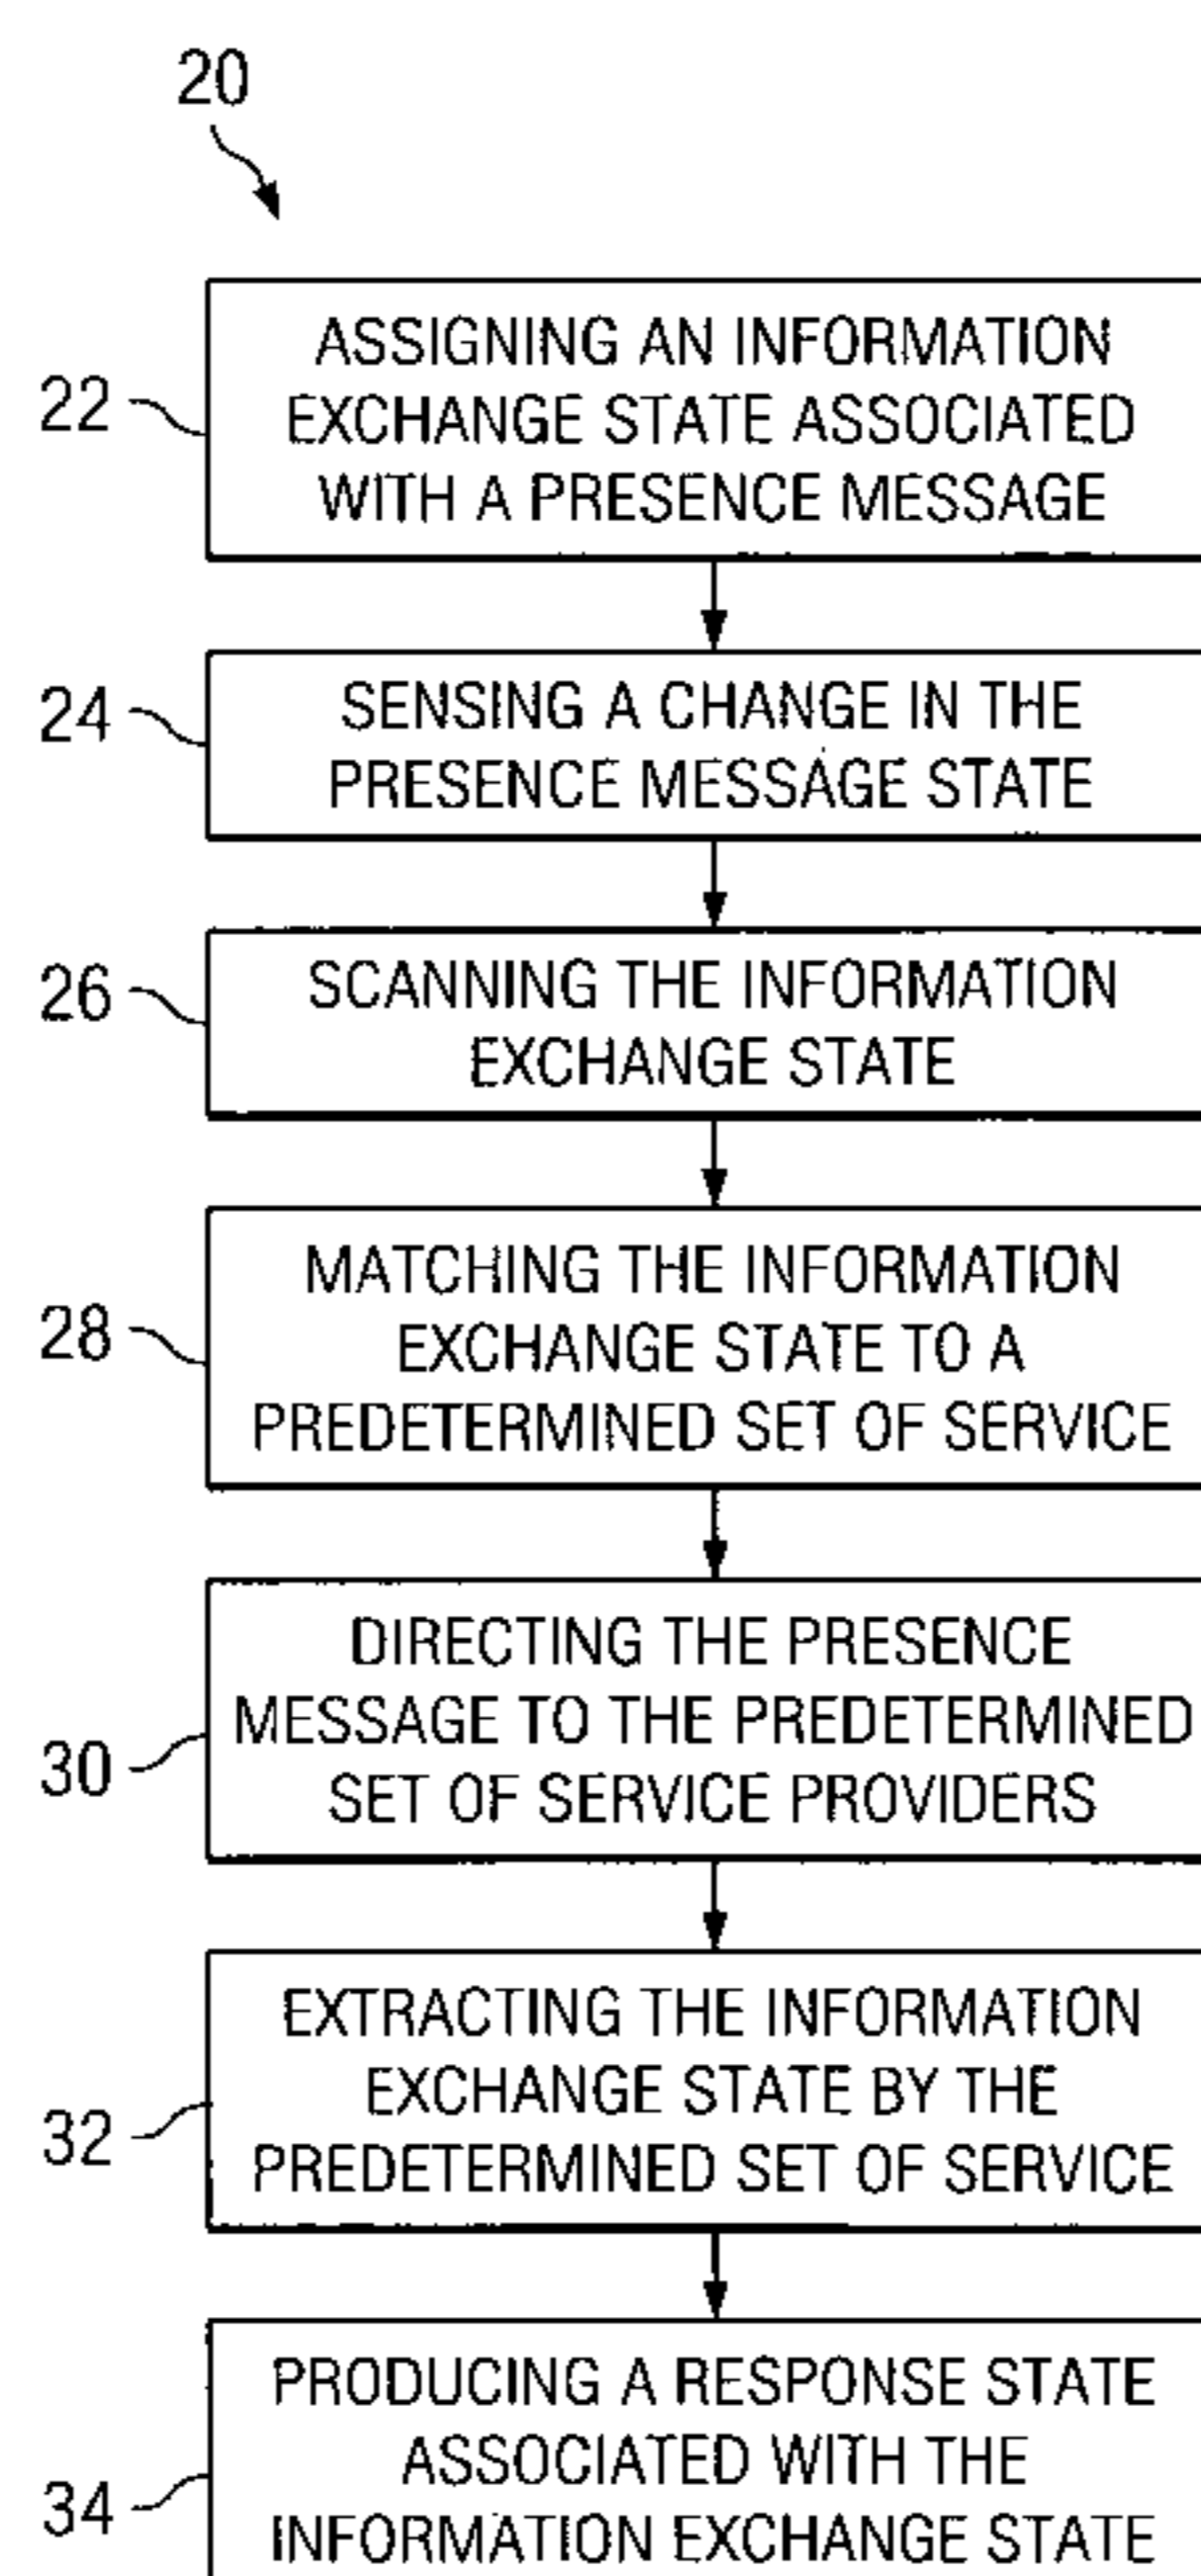 20
22
ASSIGNING AN INFORMATION
EXCHANGE STATE ASSOCIATED
WITH A PRESENCE MESSAGE
24
SENSING A CHANGE IN THE
PRESENCE MESSAGE STATE
26
SCANNING THE INFORMATION
EXCHANGE STATE
28
MATCHING THE INFORMATION
EXCHANGE STATE TO A
PREDETERMINED SET OF SERVICE
30
DIRECTING THE PRESENCE
MESSAGE TO THE PREDETERMINED
SET OF SERVICE PROVIDERS
32
EXTRACTING THE INFORMATION
EXCHANGE STATE BY THE
PREDETERMINED SET OF SERVICE
34
PRODUCING A RESPONSE STATE
ASSOCIATED WITH THE
INFORMATION EXCHANGE STATE